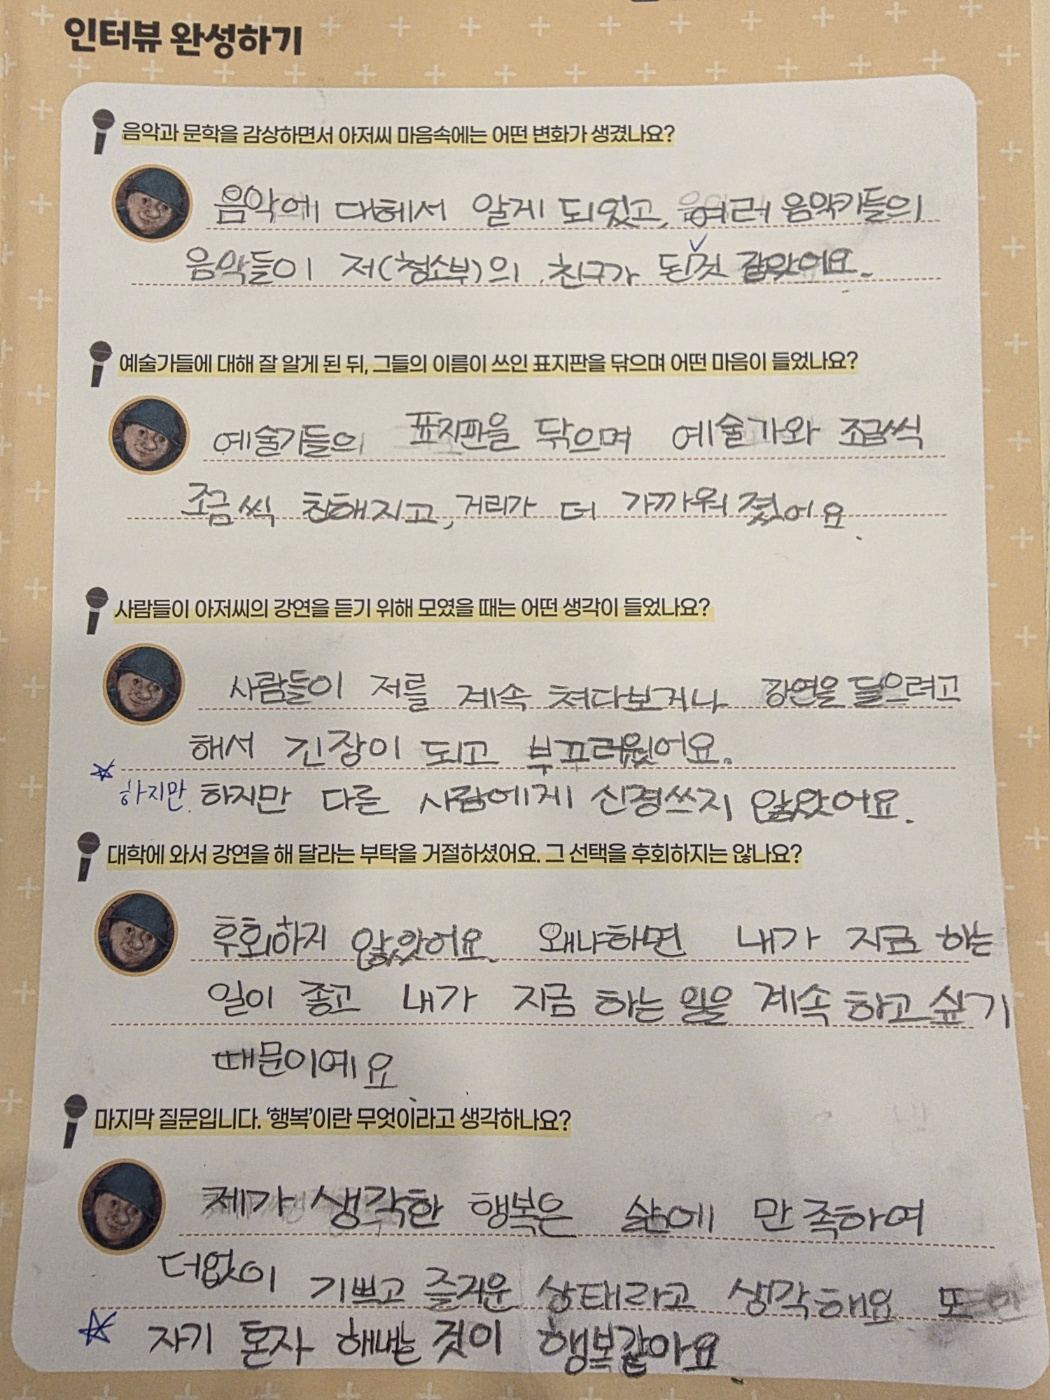 인터뷰 완성하기
음악과 문학을 감상하면서 아저씨 마음속에는 어떤 변화가 생겼나요?
음악에 대해서 알게 되었고, 여러 음악가들의
음악들이 저(청소부)의 친구가 된것 같았어요.
예술가들에 대해 잘 알게 된 뒤, 그들의 이름이 쓰인 표지판을 닦으며 어떤 마음이 들었나요?
예술가들의 표지판을 닦으며 예술가와 조금씩
조금씩 친해지고, 거리가 더 가까워 졌어요.
사람들이 아저씨의 강연을 듣기 위해 모였을 때는 어떤 생각이 들었나요?
사람들이 저를 계속 쳐다보거나 강연을 들으려고
해서 긴장이 되고 부끄러웠어요.
하지만 하지만 다른 사람에게 신경쓰지 않았어요.
대학에 와서 강연을 해 달라는 부탁을 거절하셨어요. 그 선택을 후회하지는 않나요?
후회하지 않았어요. 왜냐하면 내가 지금 하는
일이 좋고 내가 지금 하는 일을 계속 하고 싶기
때문이에요
마지막 질문입니다. '행복'이란 무엇이라고 생각하나요?
제가 생각한 행복은 삶에 만족하여
더없이 기쁘고 즐거운 상태라고 생각해요 또
자기 혼자 해내는 것이 행복같아요